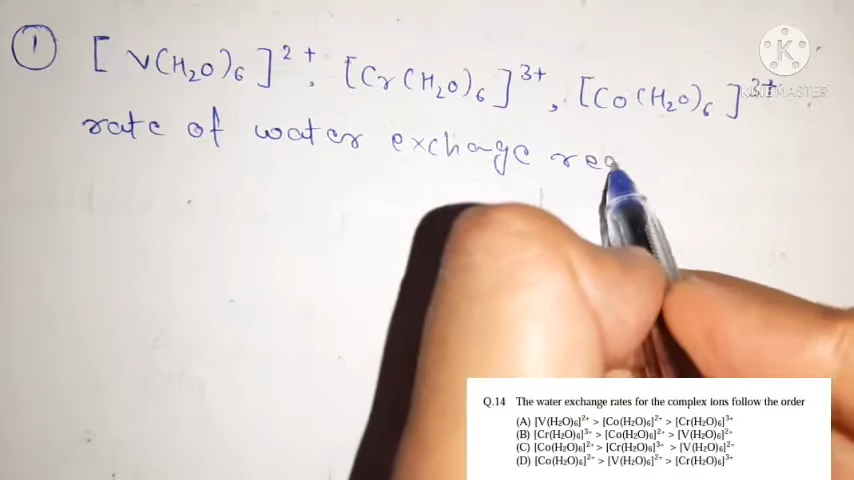 ① [V(H₂O)₆]²⁺, [Cr(H₂O)₆]³⁺, [Co(H₂O)₆]³⁺
KINEMASTER
rate of water exchange rea
Q.14 The water exchange rates for the complex ions follow the order
(A) [V(H₂O)₆]²⁺ > [Co(H₂O)₆]²⁺ > [Cr(H₂O)₆]³⁺
(B) [Cr(H₂O)₆]³⁺ > [Co(H₂O)₆]²⁺ > [V(H₂O)₆]²⁺
(C) [Co(H₂O)₆]²⁺ > [Cr(H₂O)₆]³⁺ > [V(H₂O)₆]²⁺
(D) [Co(H₂O)₆]²⁺ > [V(H₂O)₆]²⁺ > [Cr(H₂O)₆]³⁺